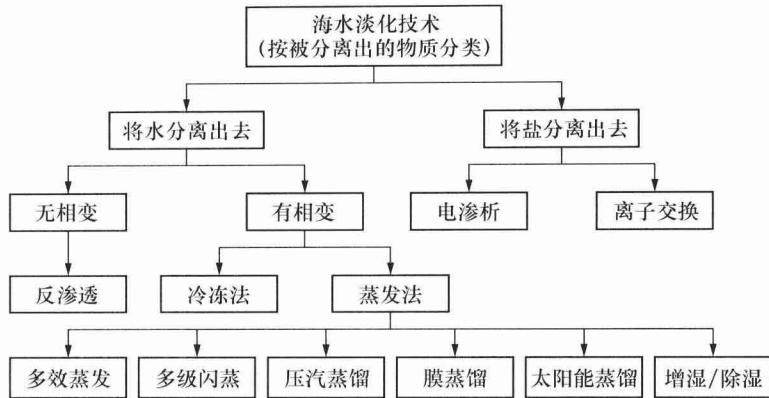 海水淡化技术
(按被分离出的物质分类)
将水分离出去
将盐分离出去
无相变
有相变
电渗析
离子交换
反渗透
冷冻法
蒸发法
多效蒸发
多级闪蒸
压汽蒸馏
膜蒸馏
太阳能蒸馏
增湿/除湿